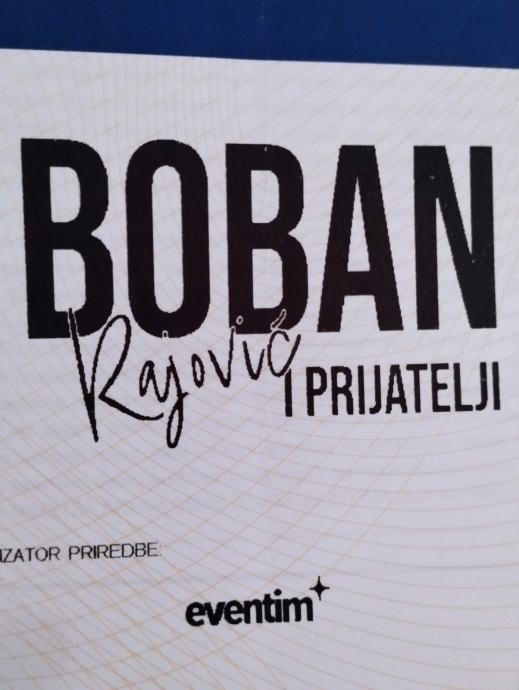 BOBAN
Rajović
I PRIJATELJI
IZATOR PRIREDBE:
eventim